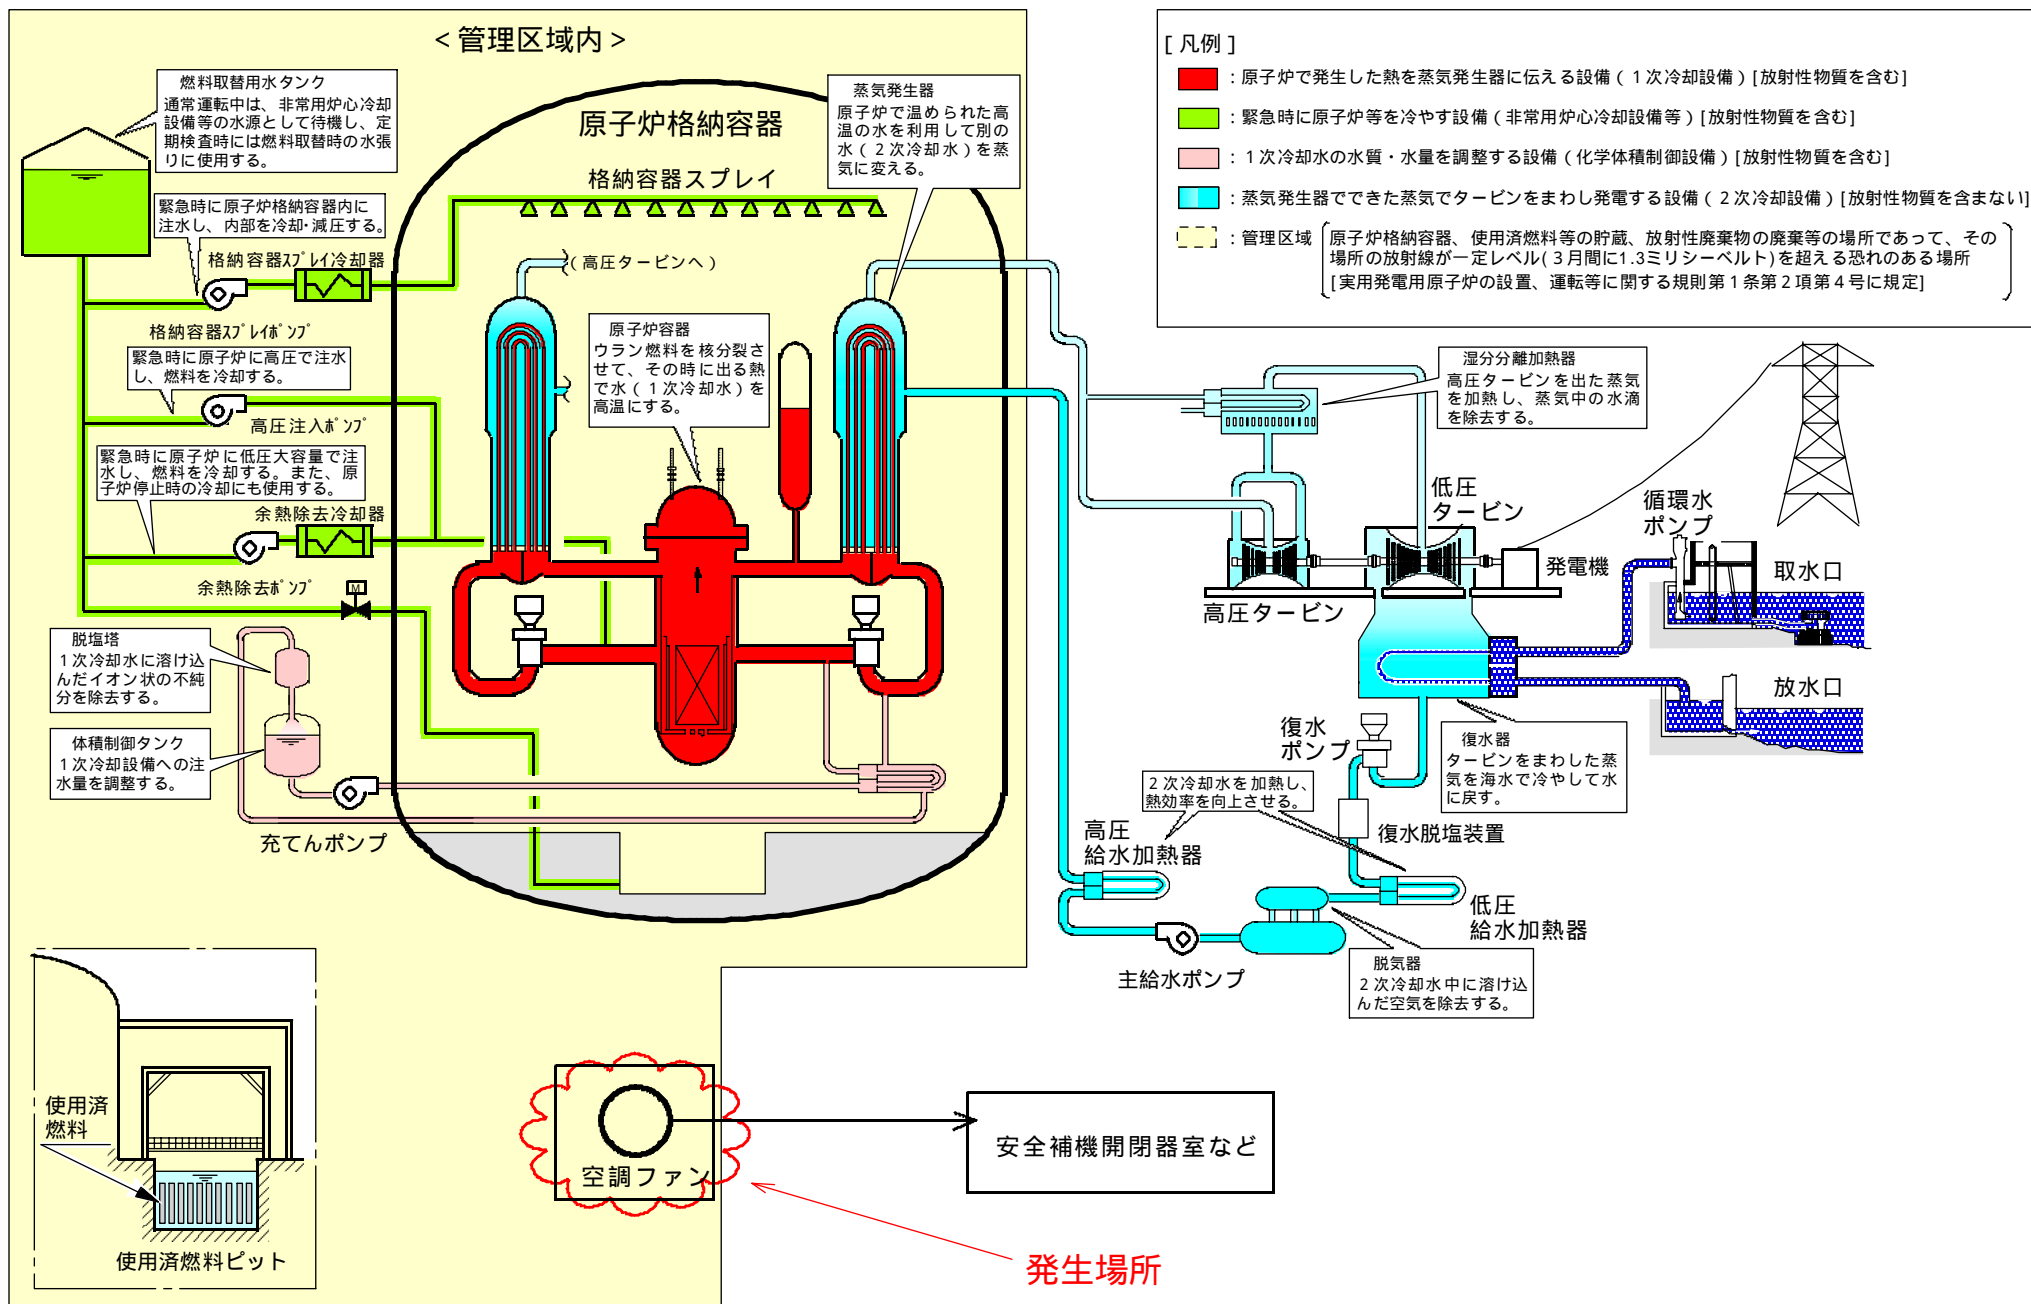 ＜管理区域内＞
燃料取替用水タンク
通常運転中は、非常用炉心冷却
設備等の水源として待機し、定
期検査時には燃料取替時の水張
りに使用する。
緊急時に原子炉格納容器内に
注水し、内部を冷却･減圧する。
格納容器ｽﾌﾟﾚｲ冷却器
格納容器ｽﾌﾟﾚｲﾎﾟﾝﾌﾟ
緊急時に原子炉に高圧で注水
し、燃料を冷却する。
高圧注入ﾎﾟﾝﾌﾟ
緊急時に原子炉に低圧大容量で注
水し、燃料を冷却する。また、原
子炉停止時の冷却にも使用する。
余熱除去冷却器
余熱除去ﾎﾟﾝﾌﾟ
M
脱塩塔
１次冷却水に溶け込
んだイオン状の不純
分を除去する。
体積制御タンク
１次冷却設備への注
水量を調整する。
充てんポンプ
原子炉格納容器
格納容器スプレイ
蒸気発生器
原子炉で温められた高
温の水を利用して別の
水（２次冷却水）を蒸
気に変える。
（高圧タービンへ）
原子炉容器
ウラン燃料を核分裂さ
せて、その時に出る熱
で水（１次冷却水）を
高温にする。
[ 凡例 ]
：原子炉で発生した熱を蒸気発生器に伝える設備（１次冷却設備）[放射性物質を含む]
：緊急時に原子炉等を冷やす設備（非常用炉心冷却設備等）[放射性物質を含む]
：１次冷却水の水質・水量を調整する設備（化学体積制御設備）[放射性物質を含む]
：蒸気発生器でできた蒸気でタービンをまわし発電する設備（２次冷却設備）[放射性物質を含まない]
：管理区域
原子炉格納容器、使用済燃料等の貯蔵、放射性廃棄物の廃棄等の場所であって、その
場所の放射線が一定レベル(３月間に1.3ミリシーベルト)を超える恐れのある場所
[実用発電用原子炉の設置、運転等に関する規則第１条第２項第４号に規定]
湿分分離加熱器
高圧タービンを出た蒸気
を加熱し、蒸気中の水滴
を除去する。
低圧
タービン
高圧タービン
発電機
循環水
ポンプ
取水口
放水口
復水
ポンプ
復水器
タービンをまわした蒸
気を海水で冷やして水
に戻す。
２次冷却水を加熱し、
熱効率を向上させる。
復水脱塩装置
高圧
給水加熱器
低圧
給水加熱器
主給水ポンプ
脱気器
２次冷却水中に溶け込
んだ空気を除去する。
使用済
燃料
使用済燃料ピット
空調ファン
安全補機開閉器室など
発生場所